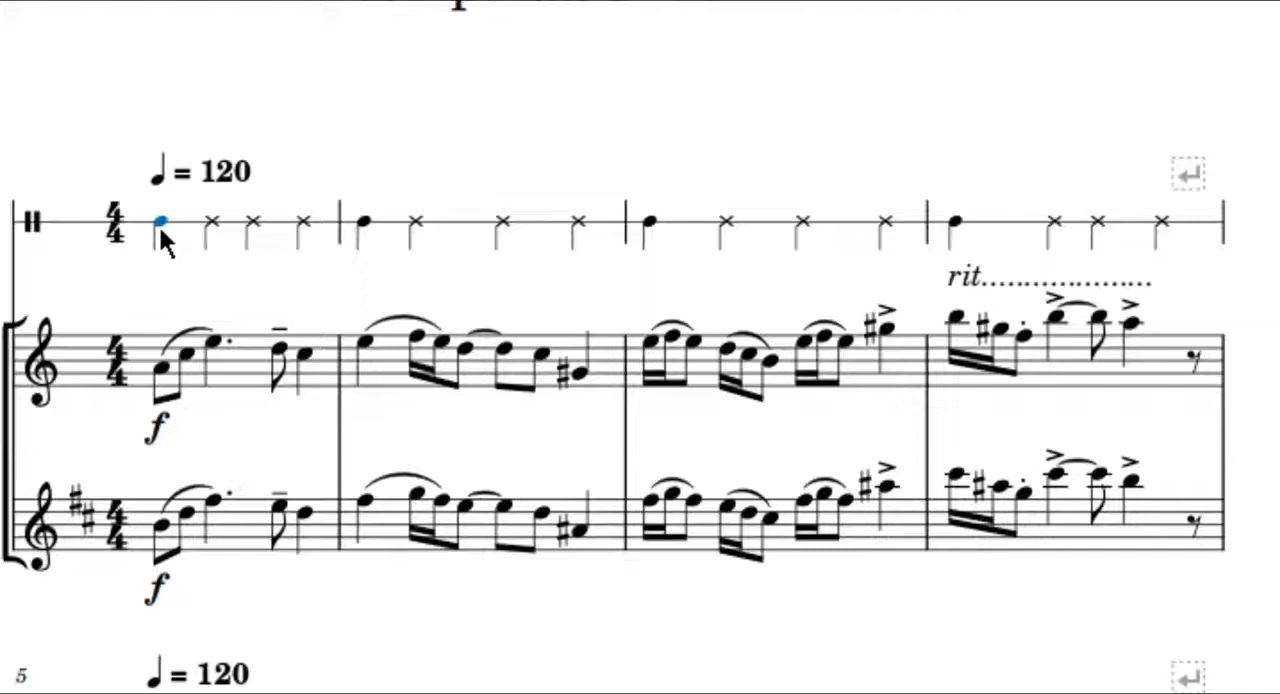 ♩ = 120
4
4
rit.....................
4
4
f
4
4
f
5
♩ = 120